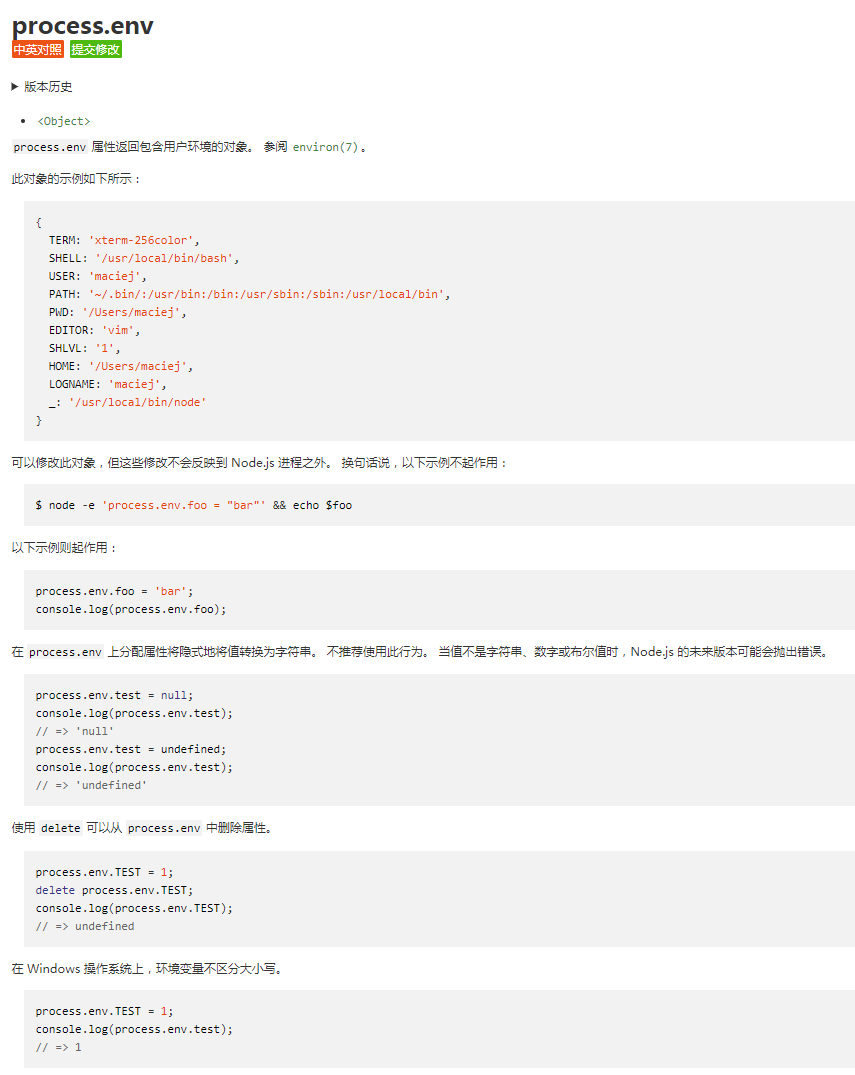 process.env
中英对照 提交修改
▶ 版本历史
• <Object>
process.env 属性返回包含用户环境的对象。 参阅 environ(7)。
此对象的示例如下所示：
{
  TERM: 'xterm-256color',
  SHELL: '/usr/local/bin/bash',
  USER: 'maciej',
  PATH: '~/.bin/:/usr/bin:/bin:/usr/sbin:/sbin:/usr/local/bin',
  PWD: '/Users/maciej',
  EDITOR: 'vim',
  SHLVL: '1',
  HOME: '/Users/maciej',
  LOGNAME: 'maciej',
  _: '/usr/local/bin/node'
}
可以修改此对象，但这些修改不会反映到 Node.js 进程之外。 换句话说，以下示例不起作用：
$ node -e 'process.env.foo = "bar"' && echo $foo
以下示例则起作用：
process.env.foo = 'bar';
console.log(process.env.foo);
在 process.env 上分配属性将隐式地将值转换为字符串。 不推荐使用此行为。 当值不是字符串、数字或布尔值时，Node.js 的未来版本可能会抛出错误。
process.env.test = null;
console.log(process.env.test);
// => 'null'
process.env.test = undefined;
console.log(process.env.test);
// => 'undefined'
使用 delete 可以从 process.env 中删除属性。
process.env.TEST = 1;
delete process.env.TEST;
console.log(process.env.TEST);
// => undefined
在 Windows 操作系统上，环境变量不区分大小写。
process.env.TEST = 1;
console.log(process.env.test);
// => 1